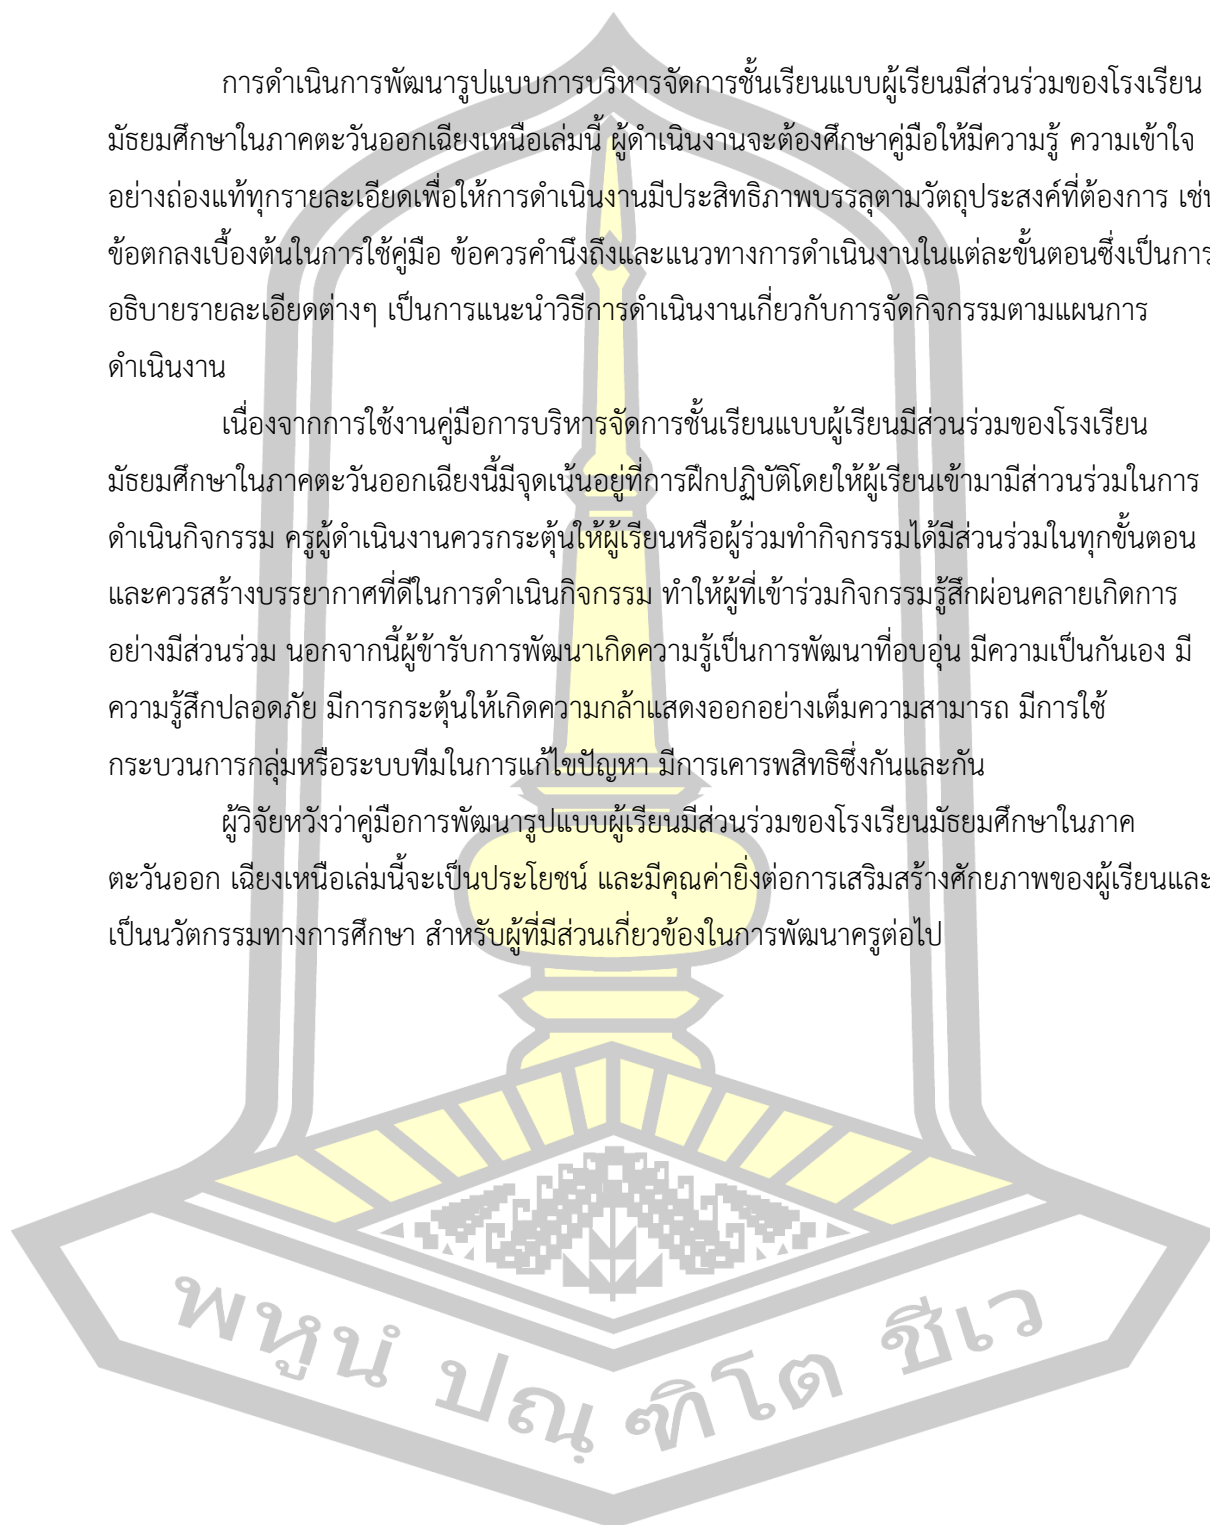 การดำเนินการพัฒนารูปแบบการบริหารจัดการชั้นเรียนแบบผู้เรียนมีส่วนร่วมของโรงเรียน
มัธยมศึกษาในภาคตะวันออกเฉียงเหนือเล่มนี้ ผู้ดำเนินงานจะต้องศึกษาคู่มือให้มีความรู้ ความเข้าใจ
อย่างถ่องแท้ทุกรายละเอียดเพื่อให้การดำเนินงานมีประสิทธิภาพบรรลุตามวัตถุประสงค์ที่ต้องการ เช่น
ข้อตกลงเบื้องต้นในการใช้คู่มือ ข้อควรคำนึงถึงและแนวทางการดำเนินงานในแต่ละขั้นตอนซึ่งเป็นการ
อธิบายรายละเอียดต่างๆ เป็นการแนะนำวิธีการดำเนินงานเกี่ยวกับการจัดกิจกรรมตามแผนการ
ดำเนินงาน
เนื่องจากการใช้งานคู่มือการบริหารจัดการชั้นเรียนแบบผู้เรียนมีส่วนร่วมของโรงเรียน
มัธยมศึกษาในภาคตะวันออกเฉียงนี้มีจุดเน้นอยู่ที่การฝึกปฏิบัติโดยให้ผู้เรียนเข้ามามีส่าวนร่วมในการ
ดำเนินกิจกรรม ครูผู้ดำเนินงานควรกระตุ้นให้ผู้เรียนหรือผู้ร่วมทำกิจกรรมได้มีส่วนร่วมในทุกขั้นตอน
และควรสร้างบรรยากาศที่ดีในการดำเนินกิจกรรม ทำให้ผู้ที่เข้าร่วมกิจกรรมรู้สึกผ่อนคลายเกิดการ
อย่างมีส่วนร่วม นอกจากนี้ผู้ข้ารับการพัฒนาเกิดความรู้เป็นการพัฒนาที่อบอุ่น มีความเป็นกันเอง มี
ความรู้สึกปลอดภัย มีการกระตุ้นให้เกิดความกล้าแสดงออกอย่างเต็มความสามารถ มีการใช้
กระบวนการกลุ่มหรือระบบทีมในการแก้ไขปัญหา มีการเคารพสิทธิซึ่งกันและกัน
ผู้วิจัยหวังว่าคู่มือการพัฒนารูปแบบผู้เรียนมีส่วนร่วมของโรงเรียนมัธยมศึกษาในภาค
ตะวันออก เฉียงเหนือเล่มนี้จะเป็นประโยชน์ และมีคุณค่ายิ่งต่อการเสริมสร้างศักยภาพของผู้เรียนและ
เป็นนวัตกรรมทางการศึกษา สำหรับผู้ที่มีส่วนเกี่ยวข้องในการพัฒนาครูต่อไป
พหูนํ ปณฺฑิโต ชีเว